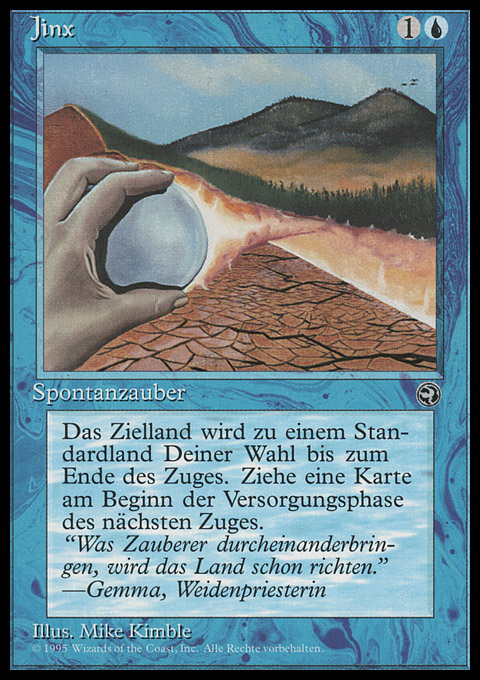 Jinx 1
Spontanzauber
Das Zielland wird zu einem Stan-
dardland Deiner Wahl bis zum
Ende des Zuges. Ziehe eine Karte
am Beginn der Versorgungsphase
des nächsten Zuges.
“Was Zauberer durcheinanderbrin-
gen, wird das Land schon richten.”
—Gemma, Weidenpriesterin
Illus. Mike Kimble
© 1995 Wizards of the Coast, Inc. Alle Rechte vorbehalten.